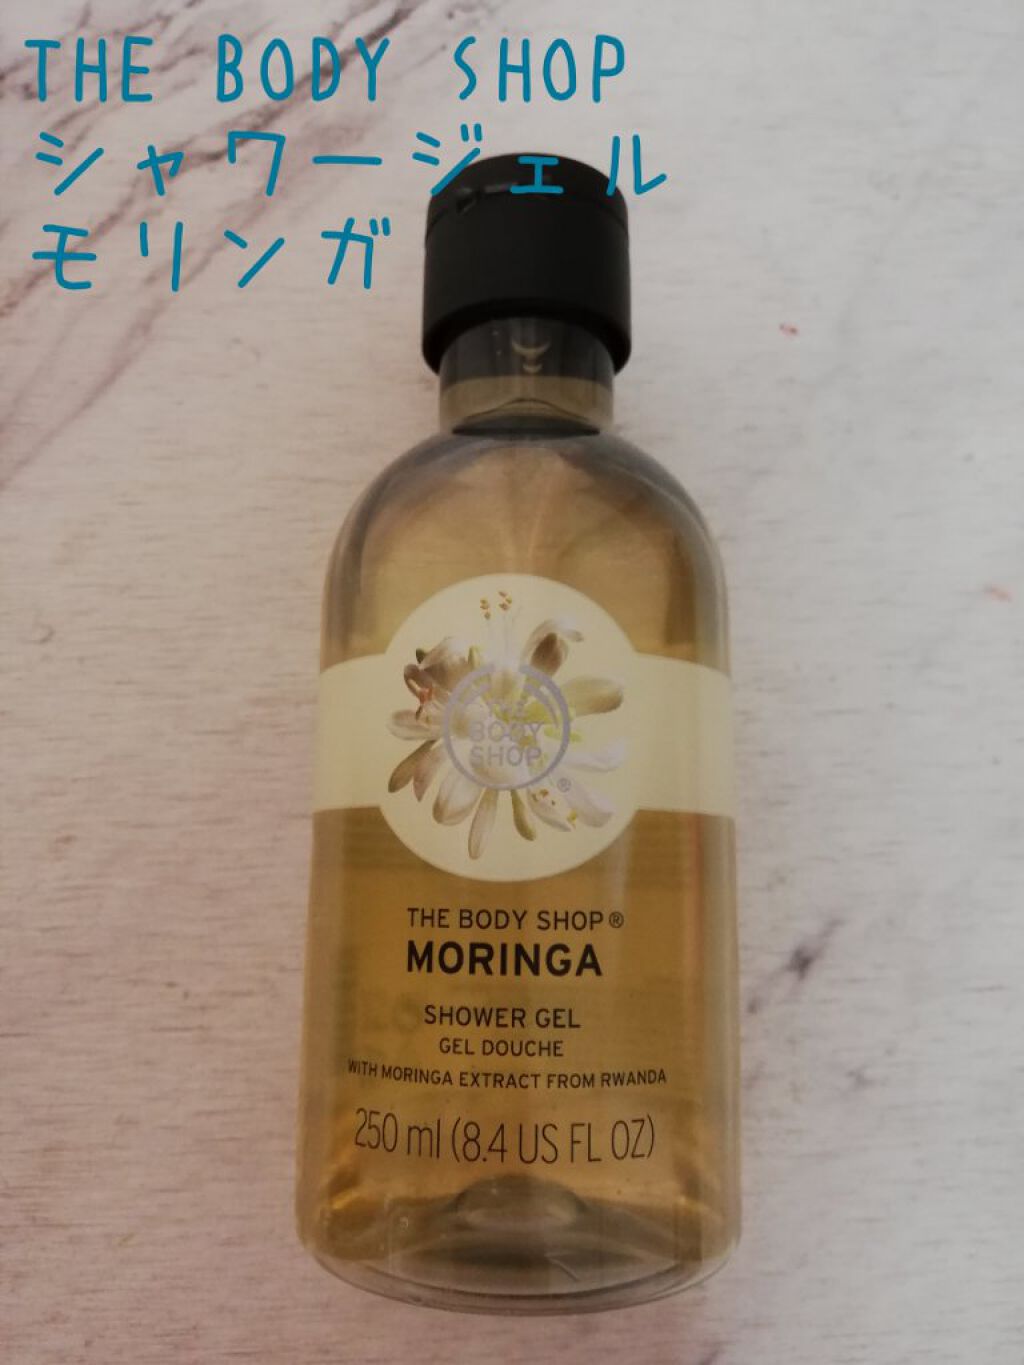 THE BODY SHOP
シャワージェル
モリンガ
THE
BODY
SHOP
®
THE BODY SHOP®
MORINGA
SHOWER GEL
GEL DOUCHE
WITH MORINGA EXTRACT FROM RWANDA
250 ml (8.4 US FL OZ)